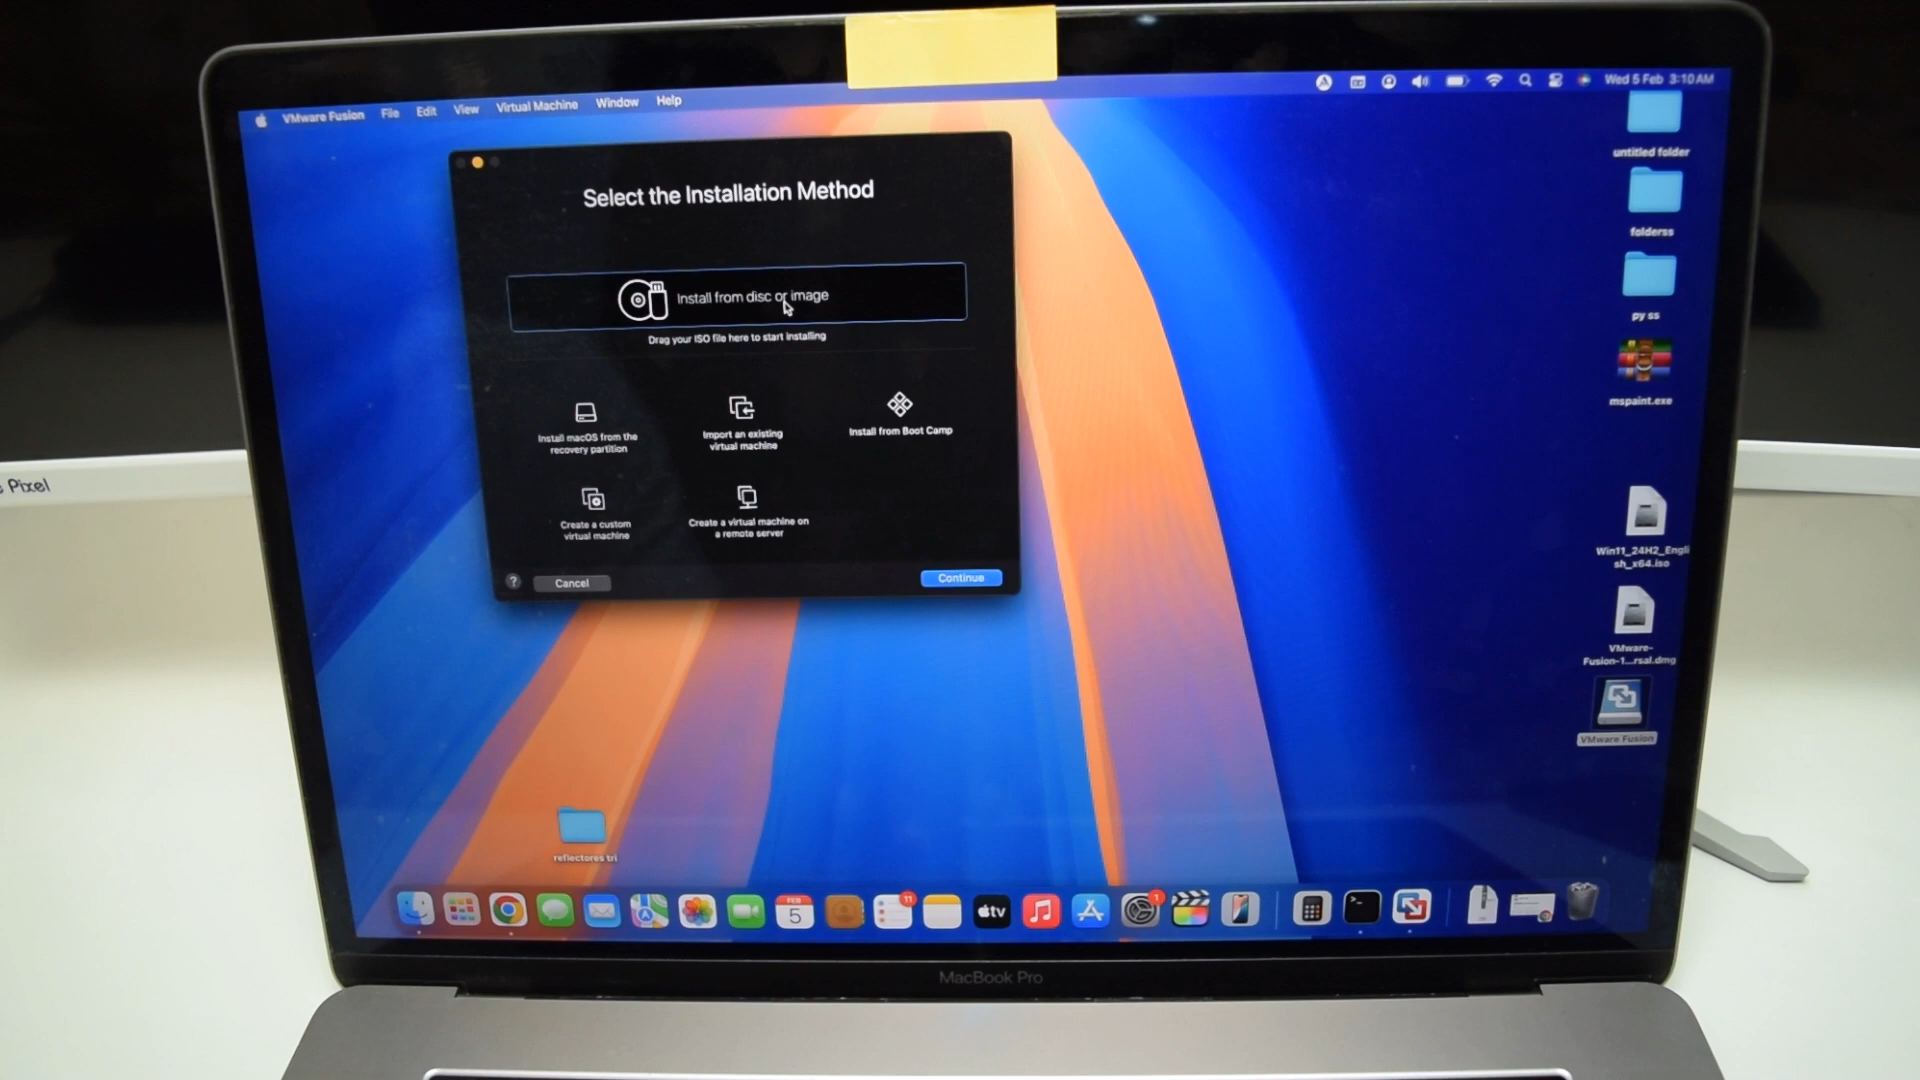 VMware Fusion File Edit View Virtual Machine Window Help
Wed 5 Feb 3:10 AM
Select the Installation Method
Install from disc or image
Drag your ISO file here to start installing
Install macOS from the
recovery partition
Import an existing
virtual machine
Install from Boot Camp
Create a custom
virtual machine
Create a virtual machine on
a remote server
?
Cancel
Continue
untitled folder
folderss
py ss
mspaint.exe
Win11_24H2_Engli
sh_x64.iso
VMware-
Fusion-1...rsal.dmg
VMware Fusion
reflectores tri
FEB
5
11
tv
1
Pixel
MacBook Pro